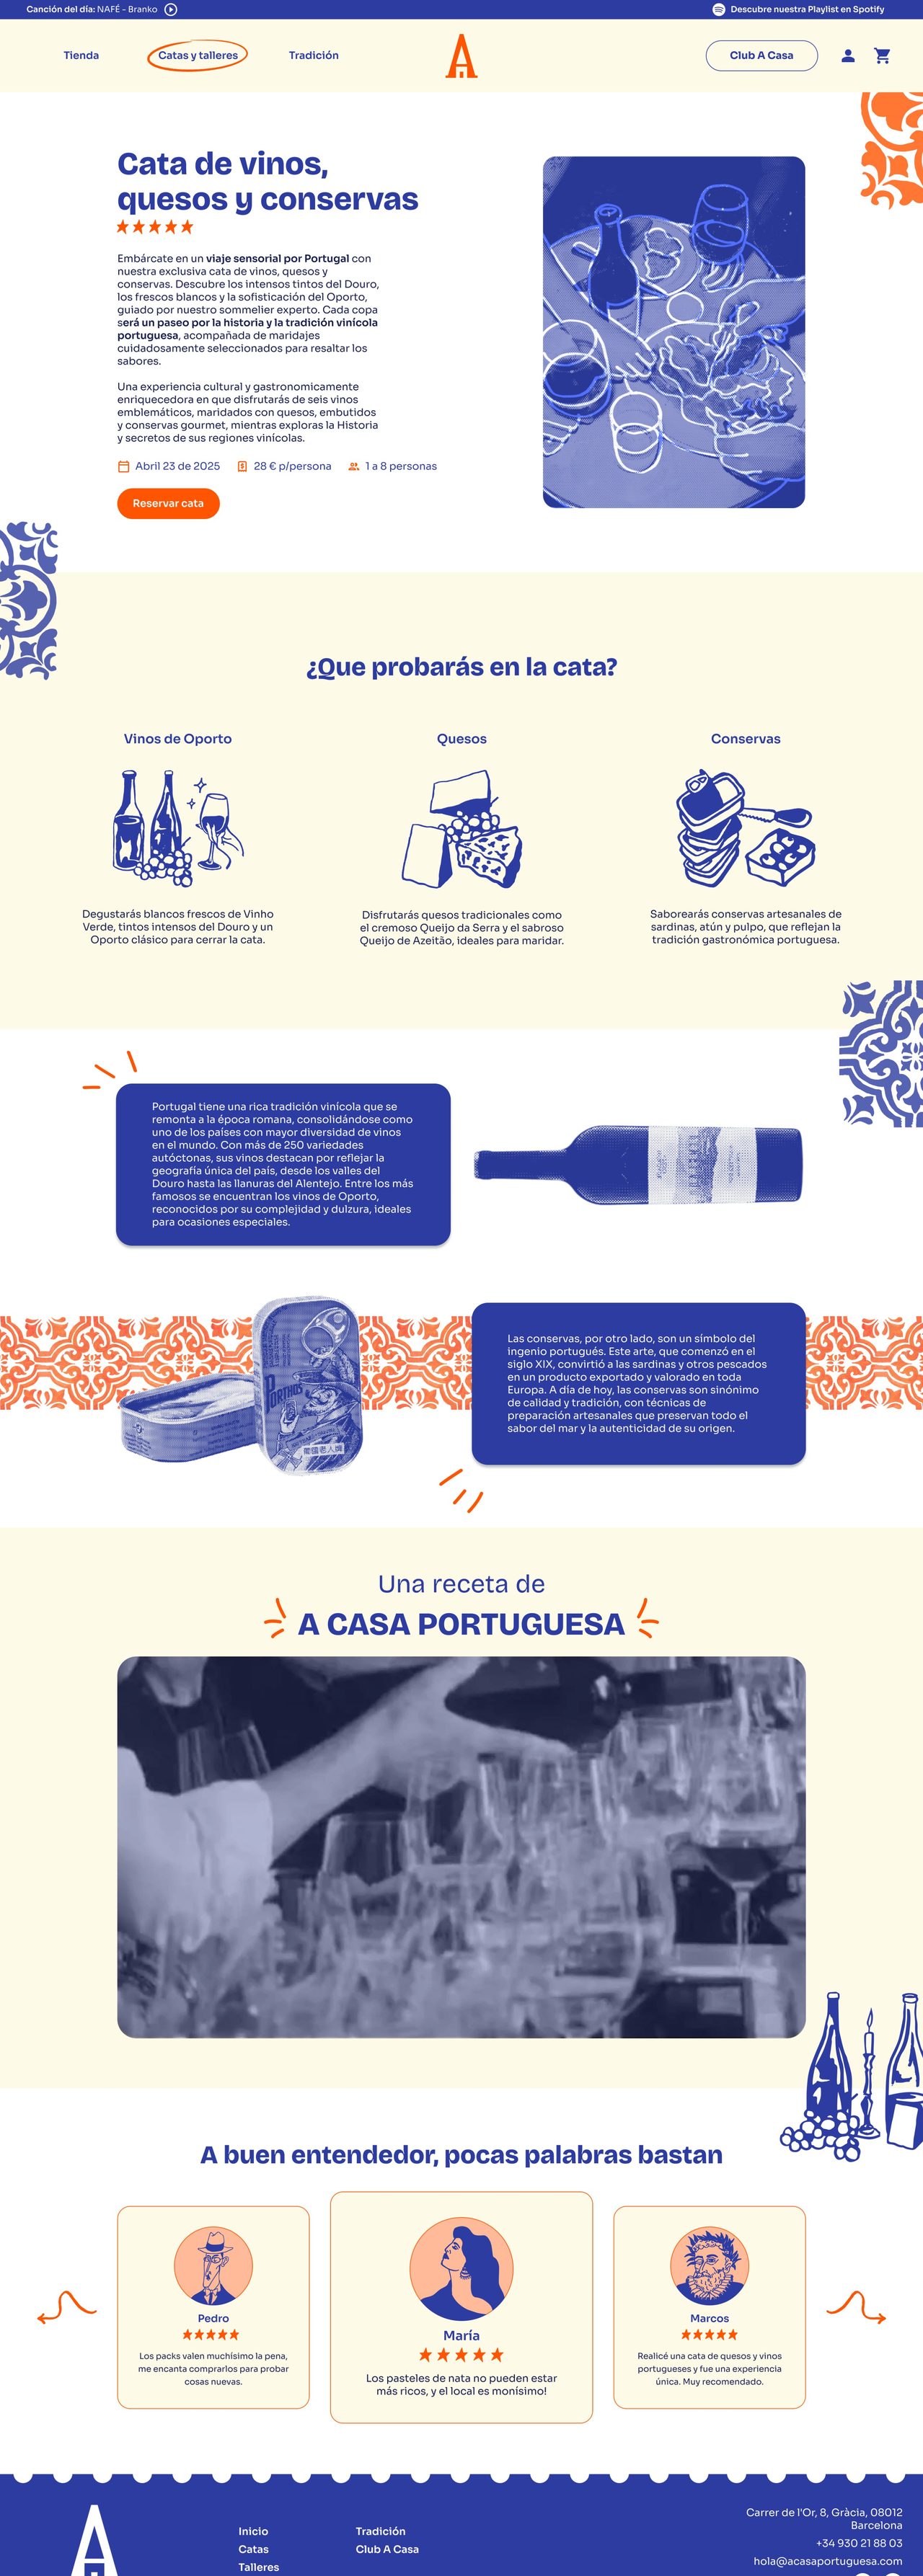 Canción del día: NAFÉ - Branko
Descubre nuestra Playlist en Spotify
Tienda
Catas y talleres
Tradición
Club A Casa
Cata de vinos,
quesos y conservas
Embárcate en un viaje sensorial por Portugal con
nuestra exclusiva cata de vinos, quesos y
conservas. Descubre los intensos tintos del Douro,
los frescos blancos y la sofisticación del Oporto,
guiado por nuestro sommelier experto. Cada copa
será un paseo por la historia y la tradición vinícola
portuguesa, acompañada de maridajes
cuidadosamente seleccionados para resaltar los
sabores.
Una experiencia cultural y gastronomicamente
enriquecedora en que disfrutarás de seis vinos
emblemáticos, maridados con quesos, embutidos
y conservas gourmet, mientras exploras la Historia
y secretos de sus regiones vinícolas.
Abril 23 de 2025
28 € p/persona
1 a 8 personas
Reservar cata
¿Que probarás en la cata?
Vinos de Oporto
Degustarás blancos frescos de Vinho
Verde, tintos intensos del Douro y un
Oporto clásico para cerrar la cata.
Quesos
Disfrutarás quesos tradicionales como
el cremoso Queijo da Serra y el sabroso
Queijo de Azeitão, ideales para maridar.
Conservas
Saborearás conservas artesanales de
sardinas, atún y pulpo, que reflejan la
tradición gastronómica portuguesa.
Portugal tiene una rica tradición vinícola que se
remonta a la época romana, consolidándose como
uno de los países con mayor diversidad de vinos
en el mundo. Con más de 250 variedades
autóctonas, sus vinos destacan por reflejar la
geografía única del país, desde los valles del
Douro hasta las llanuras del Alentejo. Entre los más
famosos se encuentran los vinos de Oporto,
reconocidos por su complejidad y dulzura, ideales
para ocasiones especiales.
PORTHOS
Las conservas, por otro lado, son un símbolo del
ingenio portugués. Este arte, que comenzó en el
siglo XIX, convirtió a las sardinas y otros pescados
en un producto exportado y valorado en toda
Europa. A día de hoy, las conservas son sinónimo
de calidad y tradición, con técnicas de
preparación artesanales que preservan todo el
sabor del mar y la autenticidad de su origen.
Una receta de
A CASA PORTUGUESA
A buen entendedor, pocas palabras bastan
Pedro
Los packs valen muchísimo la pena,
me encanta comprarlos para probar
cosas nuevas.
María
Los pasteles de nata no pueden estar
más ricos, y el local es monísimo!
Marcos
Realicé una cata de quesos y vinos
portugueses y fue una experiencia
única. Muy recomendado.
Inicio
Catas
Talleres
Tradición
Club A Casa
Carrer de l'Or, 8, Gràcia, 08012
Barcelona
+34 930 21 88 03
hola@acasaportuguesa.com